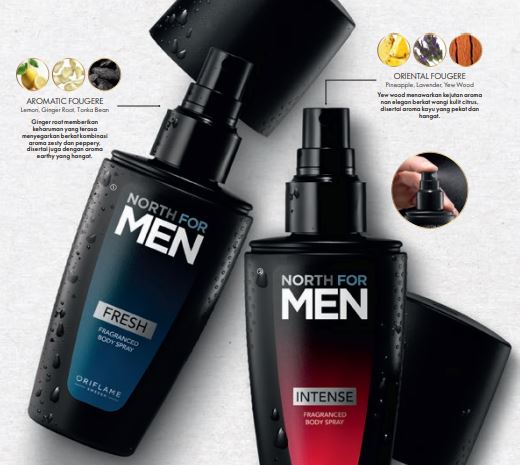 AROMATIC FOUGERE
Lemon, Ginger Root, Tonka Bean
Ginger root memberikan
keharuman yang terasa
menyegarkan berkat kombinasi
aroma zesty dan peppery,
disertai juga dengan aroma
earthy yang hangat.
ORIENTAL FOUGERE
Pineapple, Lavender, Yew Wood
Yew wood menawarkan kejutan aroma
nan elegan berkat wangi kulit citrus,
disertai aroma kayu yang pekat dan
hangat.
NORTH FOR
MEN
FRESH
FRAGRANCED
BODY SPRAY
ORIFLAME
SWEDEN
NORTH FOR
MEN
INTENSE
FRAGRANCED
BODY SPRAY